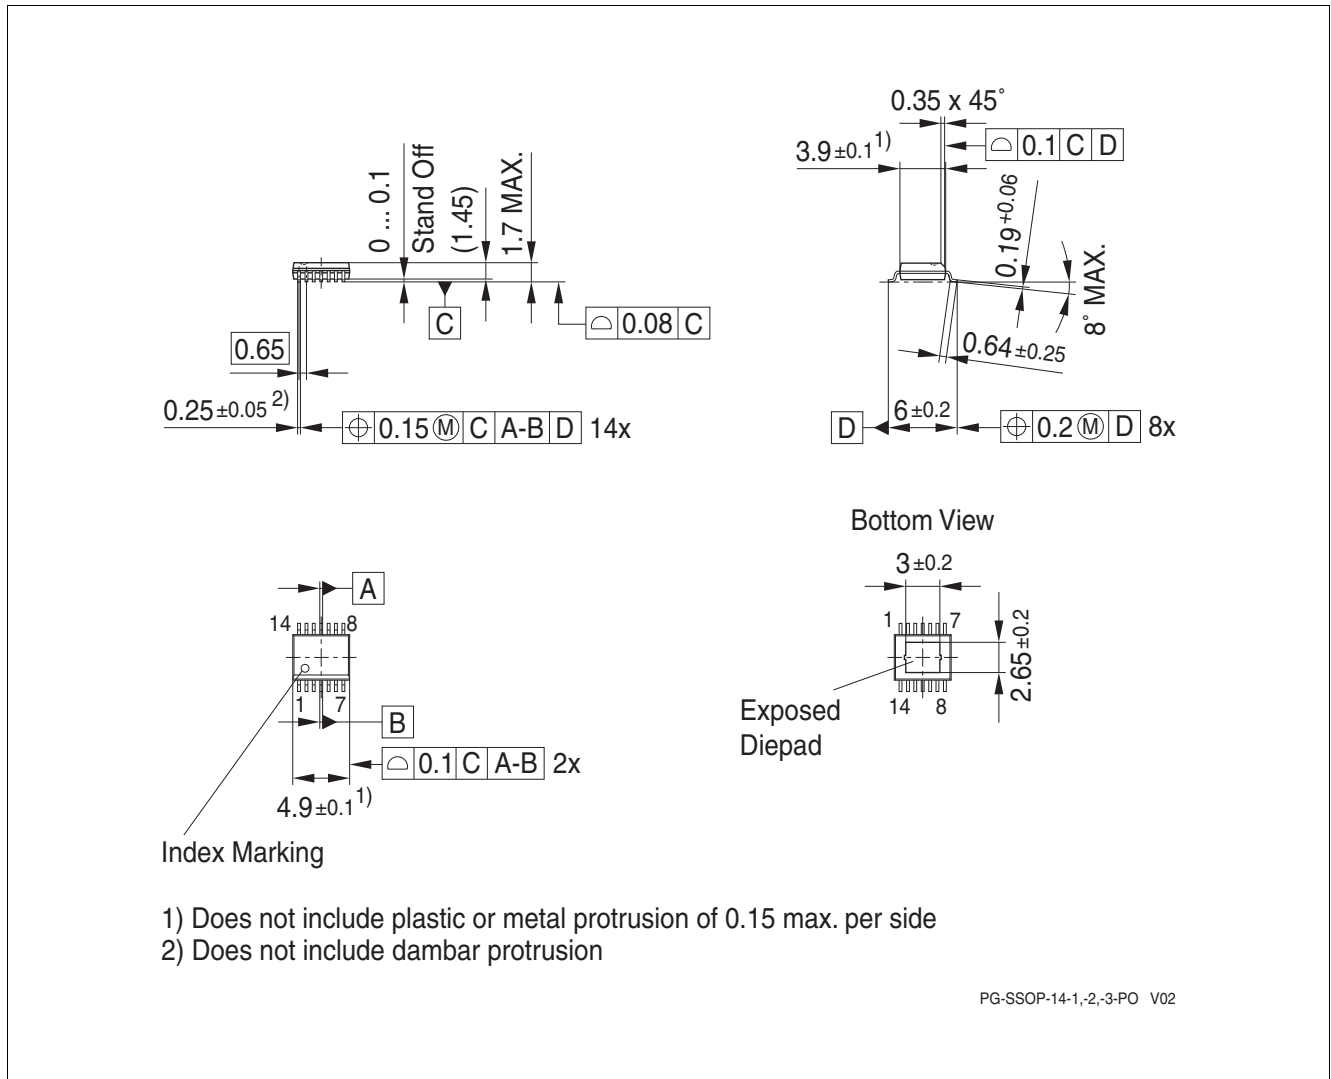 0 ... 0.1
Stand Off
(1.45)
1.7 MAX.
C
0.08 C
0.65
0.25 ±0.05 2)
0.15 Ⓜ C A-B D 14x
0.35 x 45°
3.9 ±0.1 1)
0.1 C D
0.19 +0.06
8° MAX.
0.64 ±0.25
D
6 ±0.2
0.2 Ⓜ D 8x
A
14 8
1 7
B
0.1 C A-B 2x
4.9 ±0.1 1)
Index Marking
Bottom View
3 ±0.2
1 7
2.65 ±0.2
14 8
Exposed
Diepad
1) Does not include plastic or metal protrusion of 0.15 max. per side
2) Does not include dambar protrusion
PG-SSOP-14-1,-2,-3-PO V02